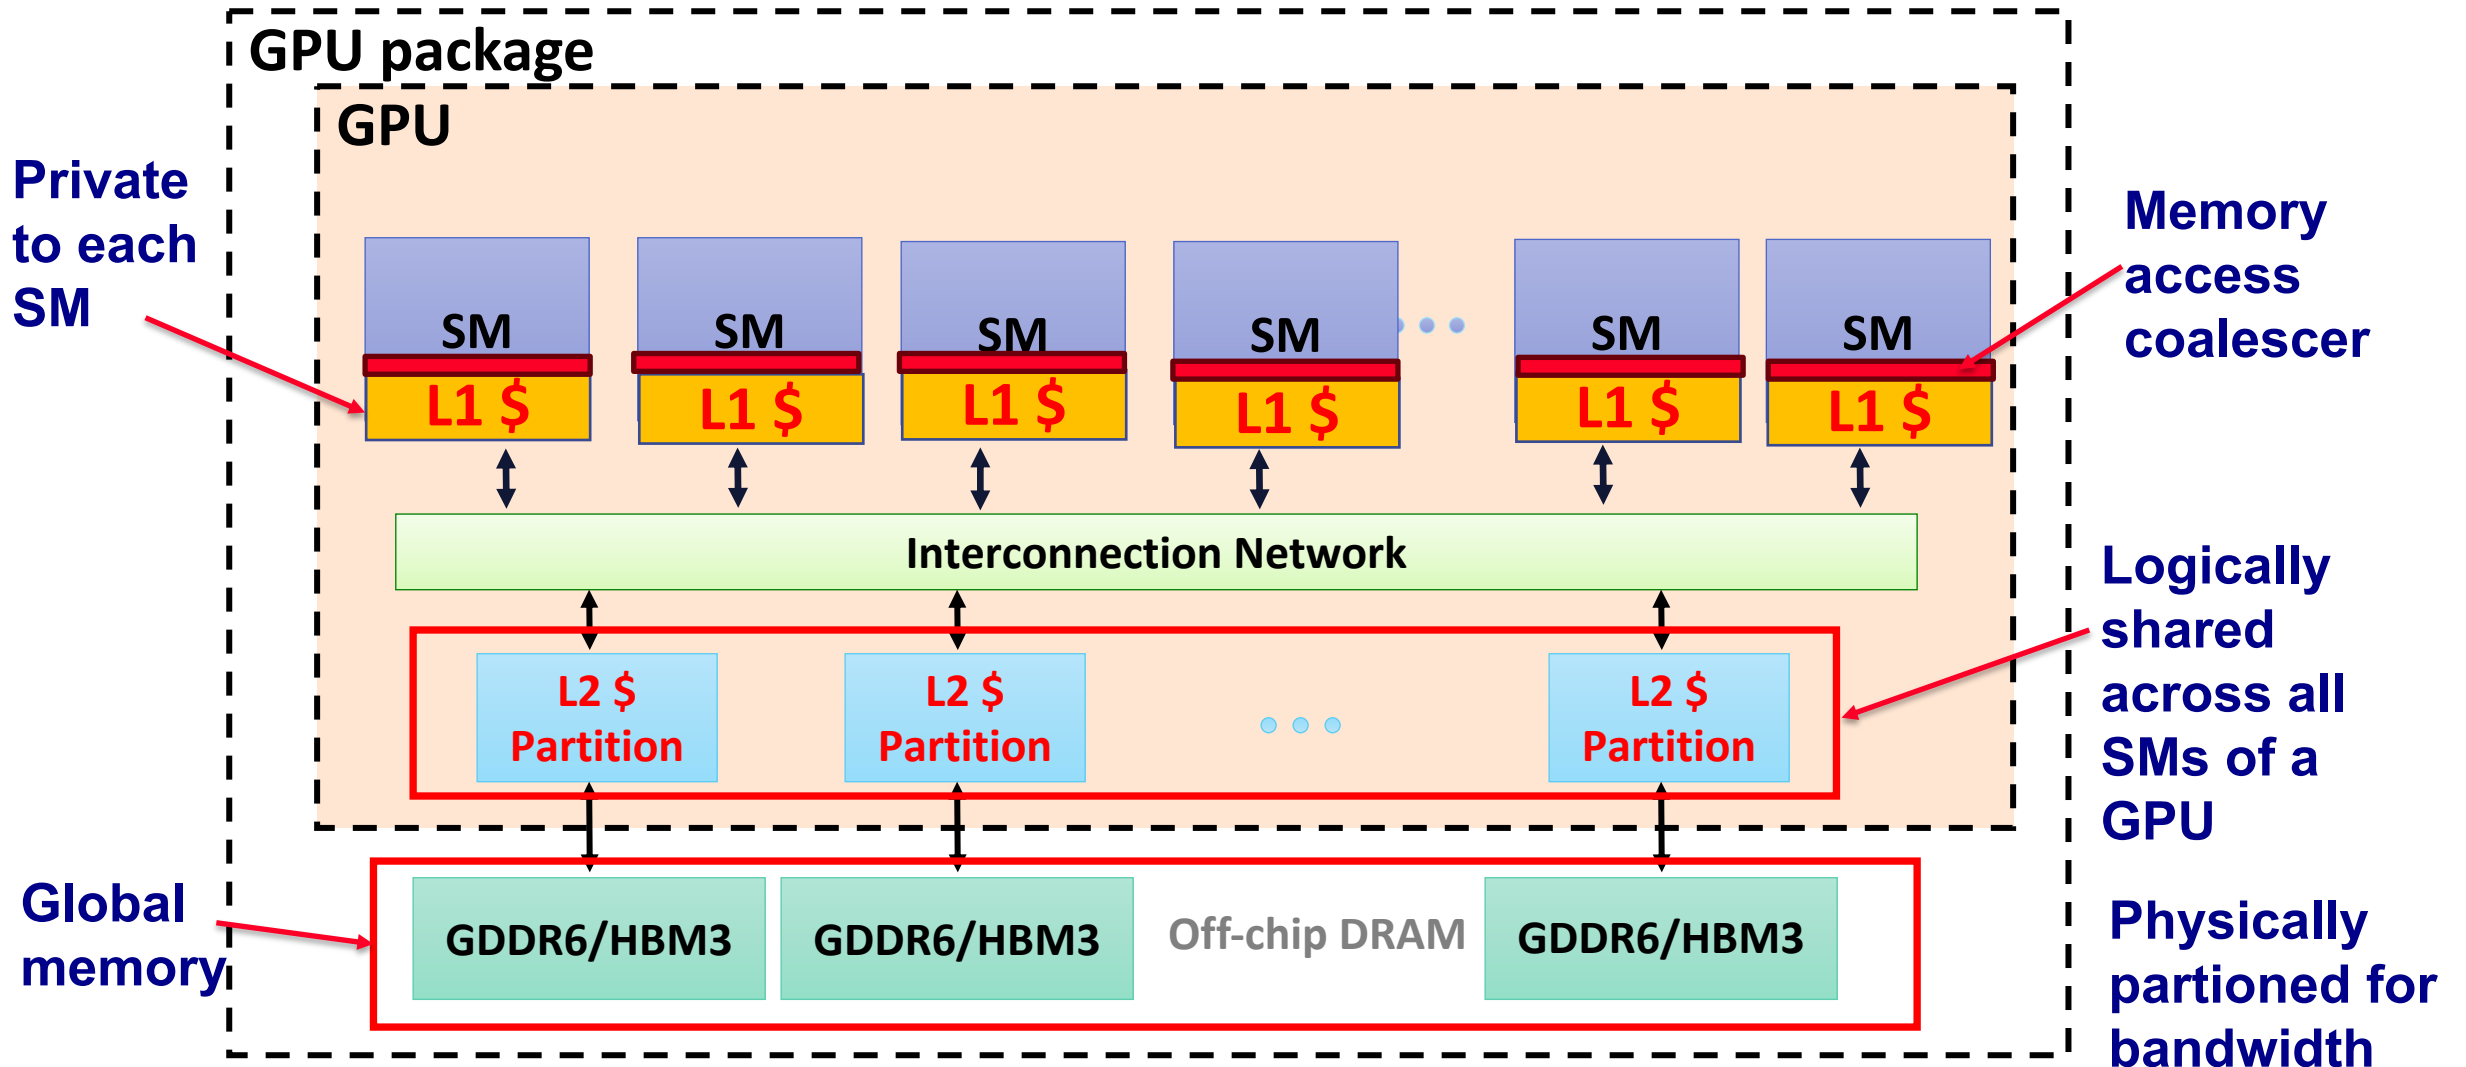 GPU package
GPU
Private
to each
SM
Memory
access
coalescer
SM
SM
SM
SM
SM
SM
L1 $
L1 $
L1 $
L1 $
L1 $
L1 $
Interconnection Network
L2 $
Partition
L2 $
Partition
L2 $
Partition
Logically
shared
across all
SMs of a
GPU
Global
memory
GDDR6/HBM3
GDDR6/HBM3
Off-chip DRAM
GDDR6/HBM3
Physically
partioned for
bandwidth